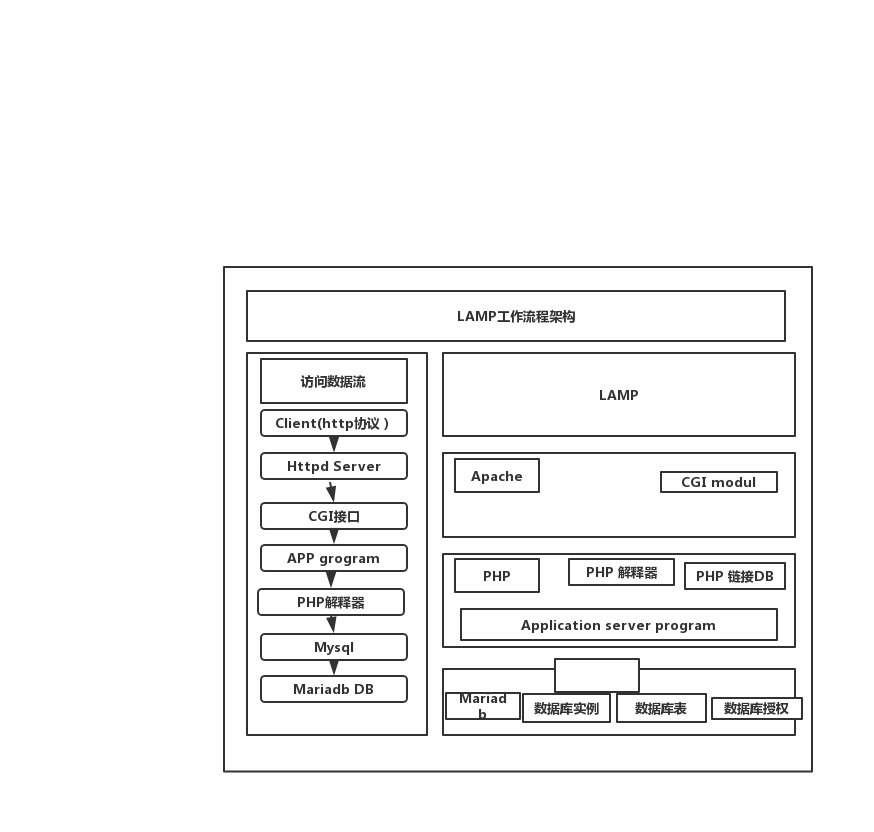 LAMP工作流程架构
访问数据流
Client(http协议 )
Httpd Server
CGI接口
APP grogram
PHP解释器
Mysql
Mariadb DB
LAMP
Apache
CGI modul
PHP
PHP 解释器
PHP 链接DB
Application server program
Mariad
b
数据库实例
数据库表
数据库授权